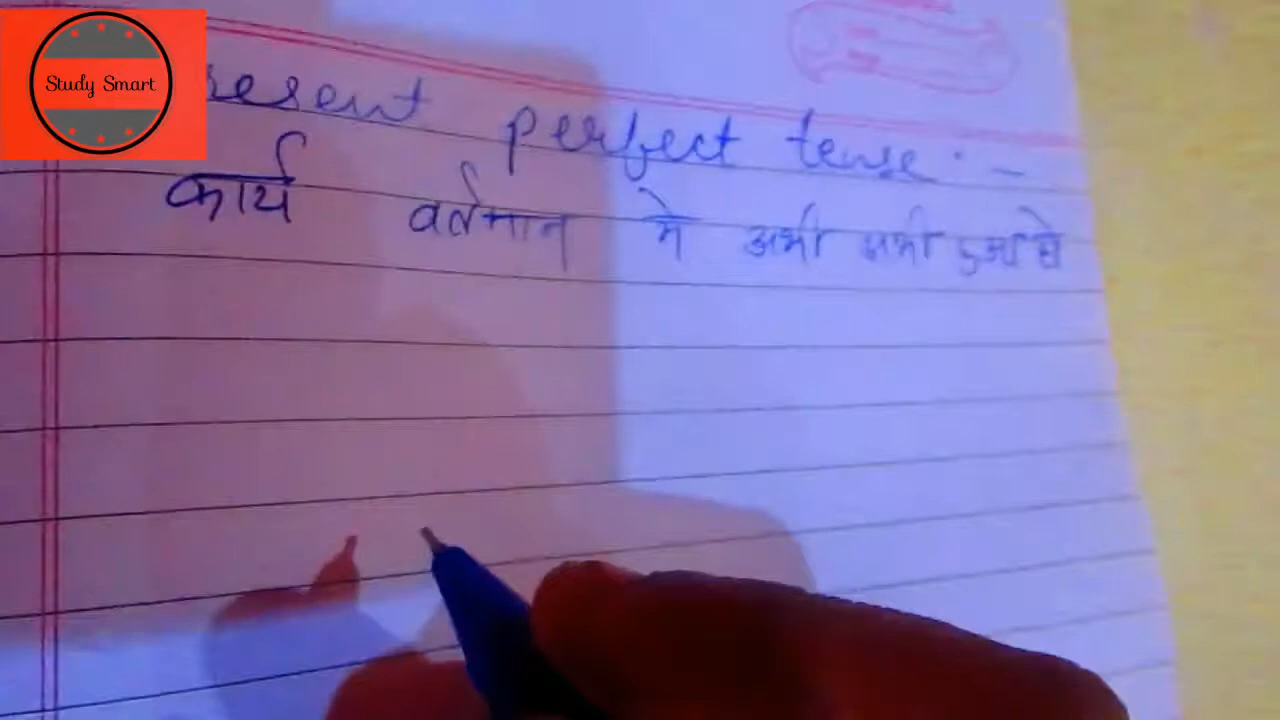 Study Smart
resent perfect tense :-
कार्य वर्तमान मे अभी अभी हुआ हो